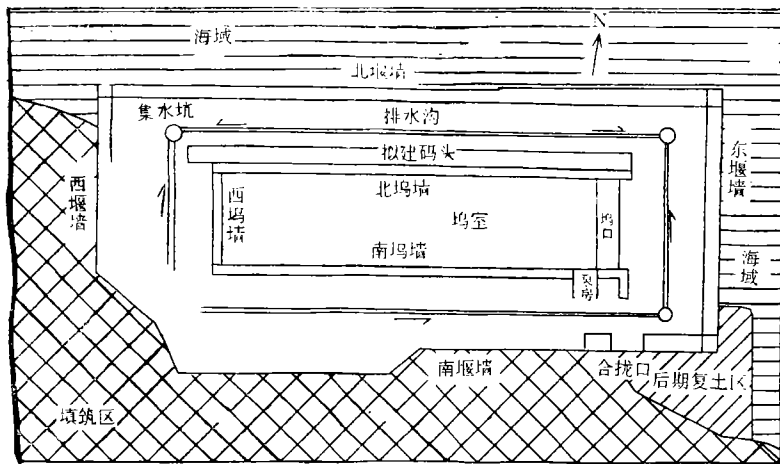 海域
N
北堰墙
集水坑
排水沟
拟建码头
东堰墙
西堰墙
西坞墙
北坞墙
坞室
坞口
南坞墙
泵房
海域
南堰墙
合拢口
后期复土区
填筑区